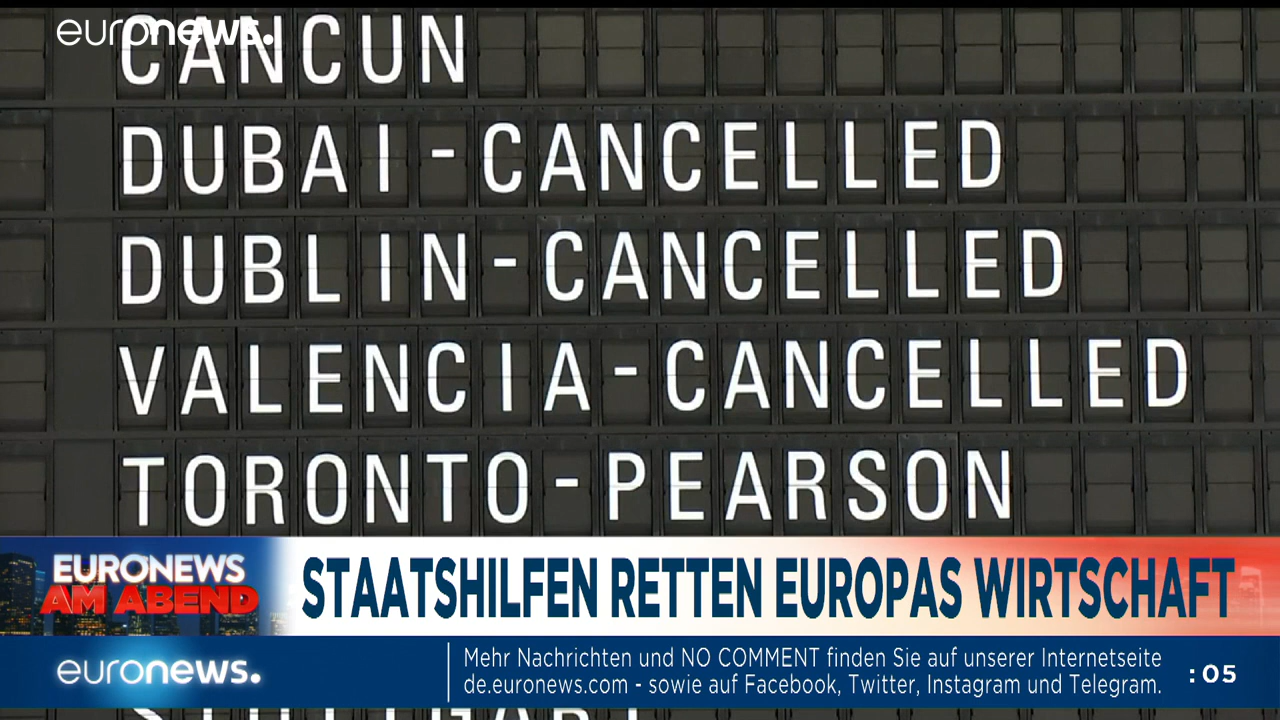 euronews.
CANCUN
DUBAI-CANCELLED
DUBLIN-CANCELLED
VALENCIA-CANCELLED
TORONTO-PEARSON
EURONEWS
AM ABEND
STAATSHILFEN RETTEN EUROPAS WIRTSCHAFT
euronews.
Mehr Nachrichten und NO COMMENT finden Sie auf unserer Internetseite
de.euronews.com - sowie auf Facebook, Twitter, Instagram und Telegram.
:05
STUTTGART